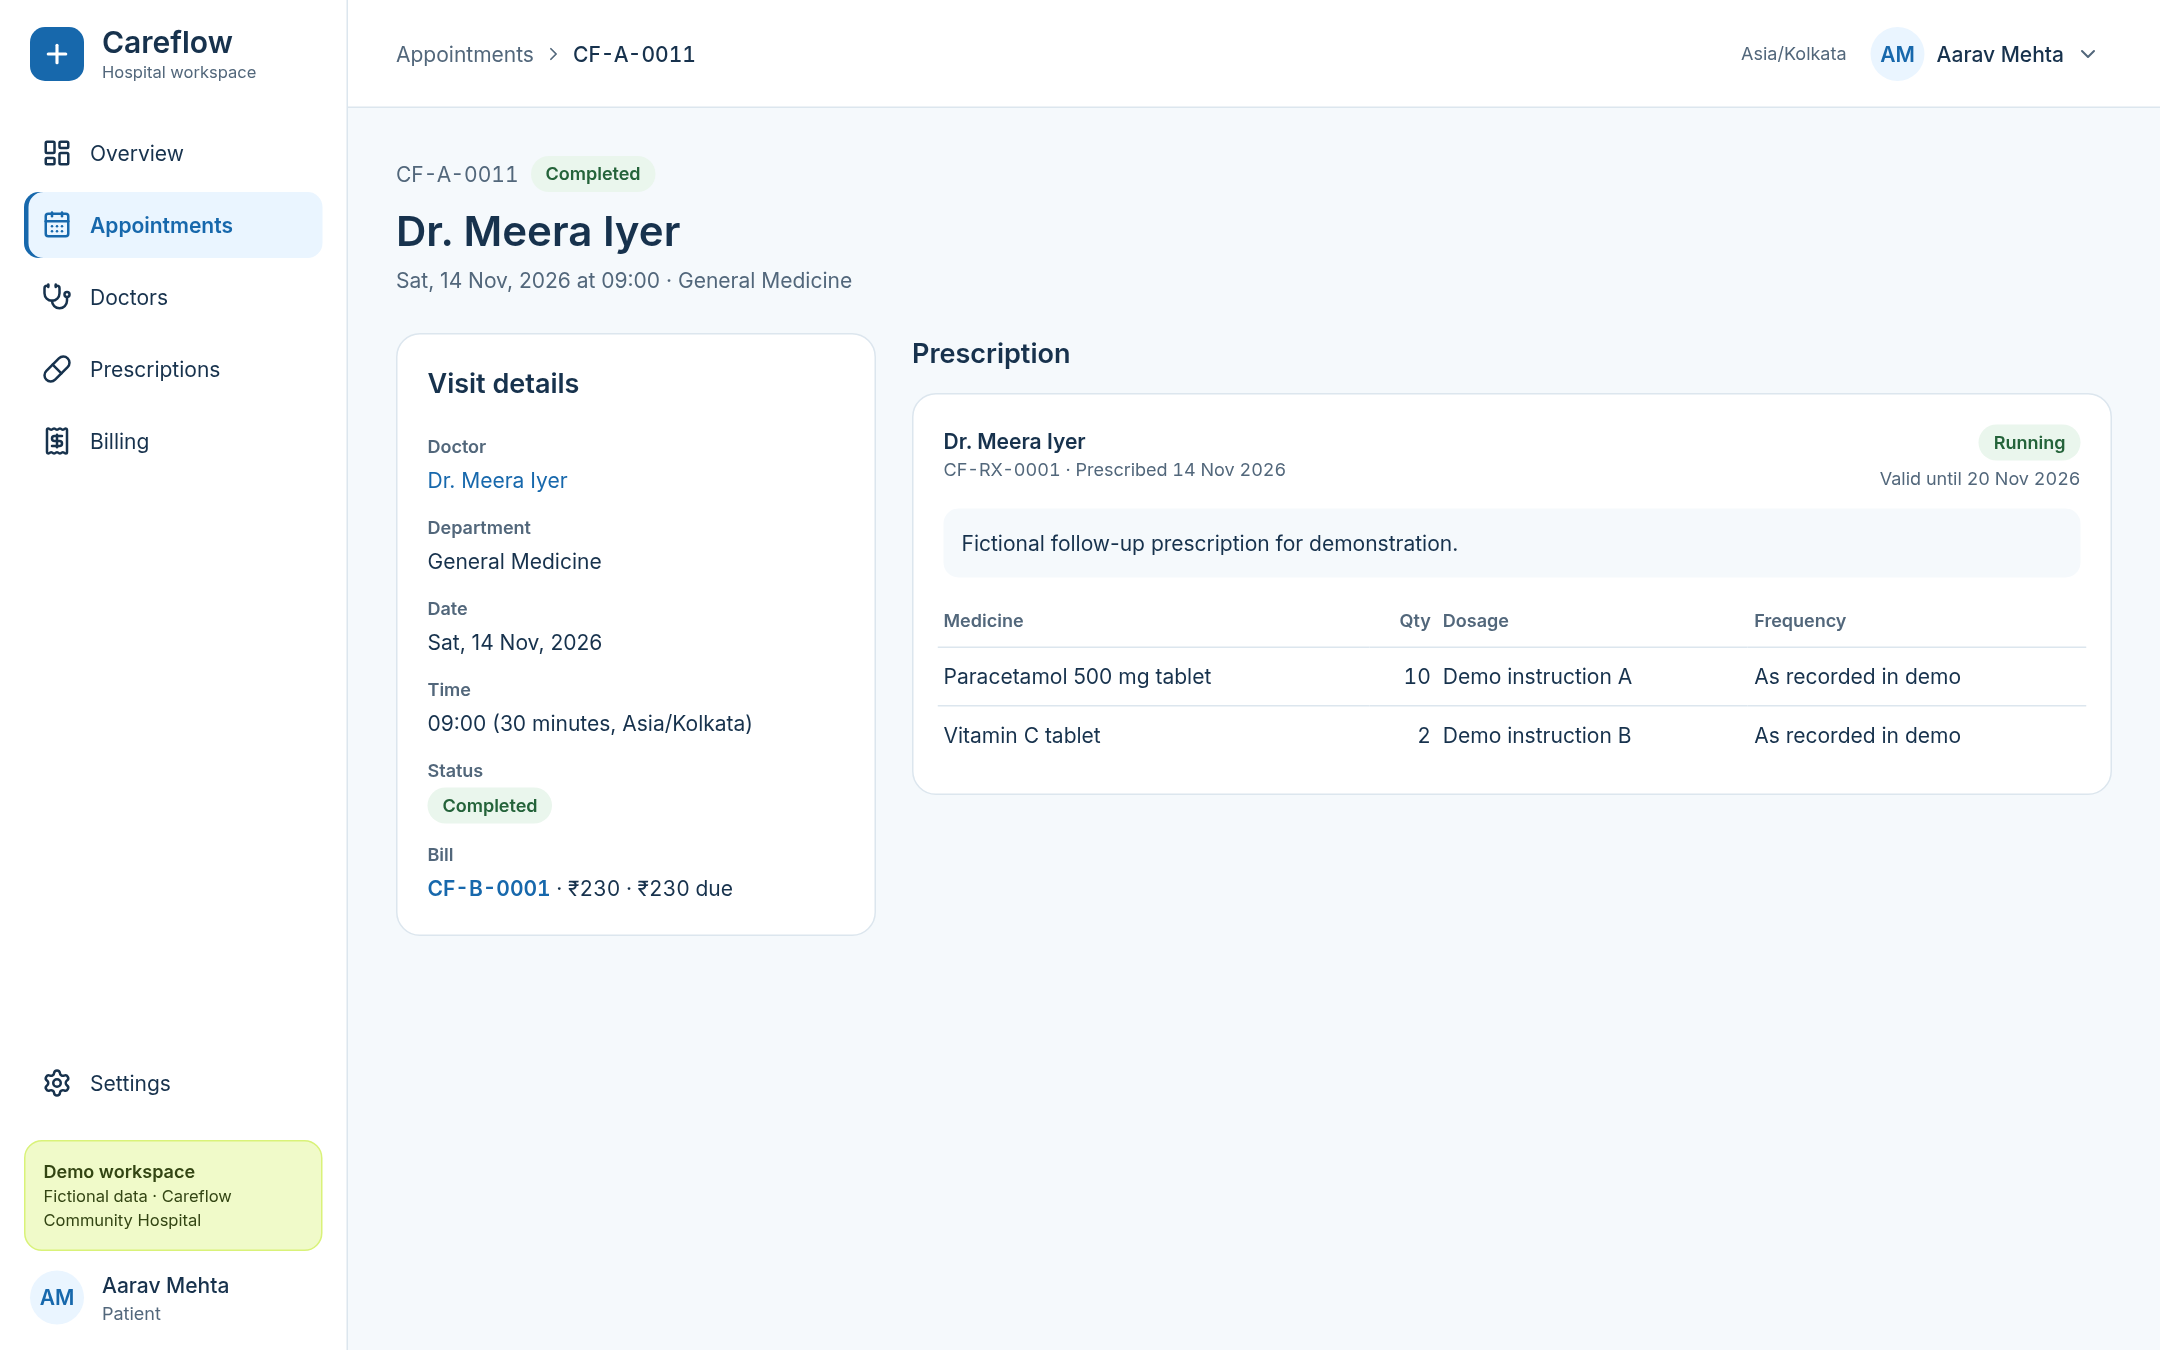 Careflow
Hospital workspace
Overview
Appointments
Doctors
Prescriptions
Billing
Settings
Demo workspace
Fictional data · Careflow
Community Hospital
AM
Aarav Mehta
Patient
Appointments > CF-A-0011
Asia/Kolkata
AM
Aarav Mehta
CF-A-0011 Completed
Dr. Meera Iyer
Sat, 14 Nov, 2026 at 09:00 · General Medicine
Visit details
Doctor
Dr. Meera Iyer
Department
General Medicine
Date
Sat, 14 Nov, 2026
Time
09:00 (30 minutes, Asia/Kolkata)
Status
Completed
Bill
CF-B-0001 · ₹230 · ₹230 due
Prescription
Dr. Meera Iyer
CF-RX-0001 · Prescribed 14 Nov 2026
Running
Valid until 20 Nov 2026
Fictional follow-up prescription for demonstration.
Medicine Qty Dosage Frequency
Paracetamol 500 mg tablet 10 Demo instruction A As recorded in demo
Vitamin C tablet 2 Demo instruction B As recorded in demo